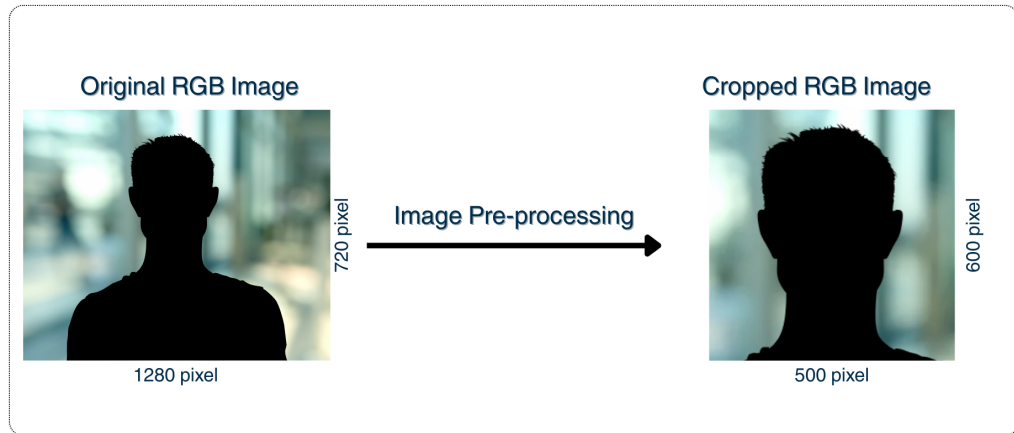 Original RGB Image
Cropped RGB Image
720 pixel
Image Pre-processing
600 pixel
1280 pixel
500 pixel